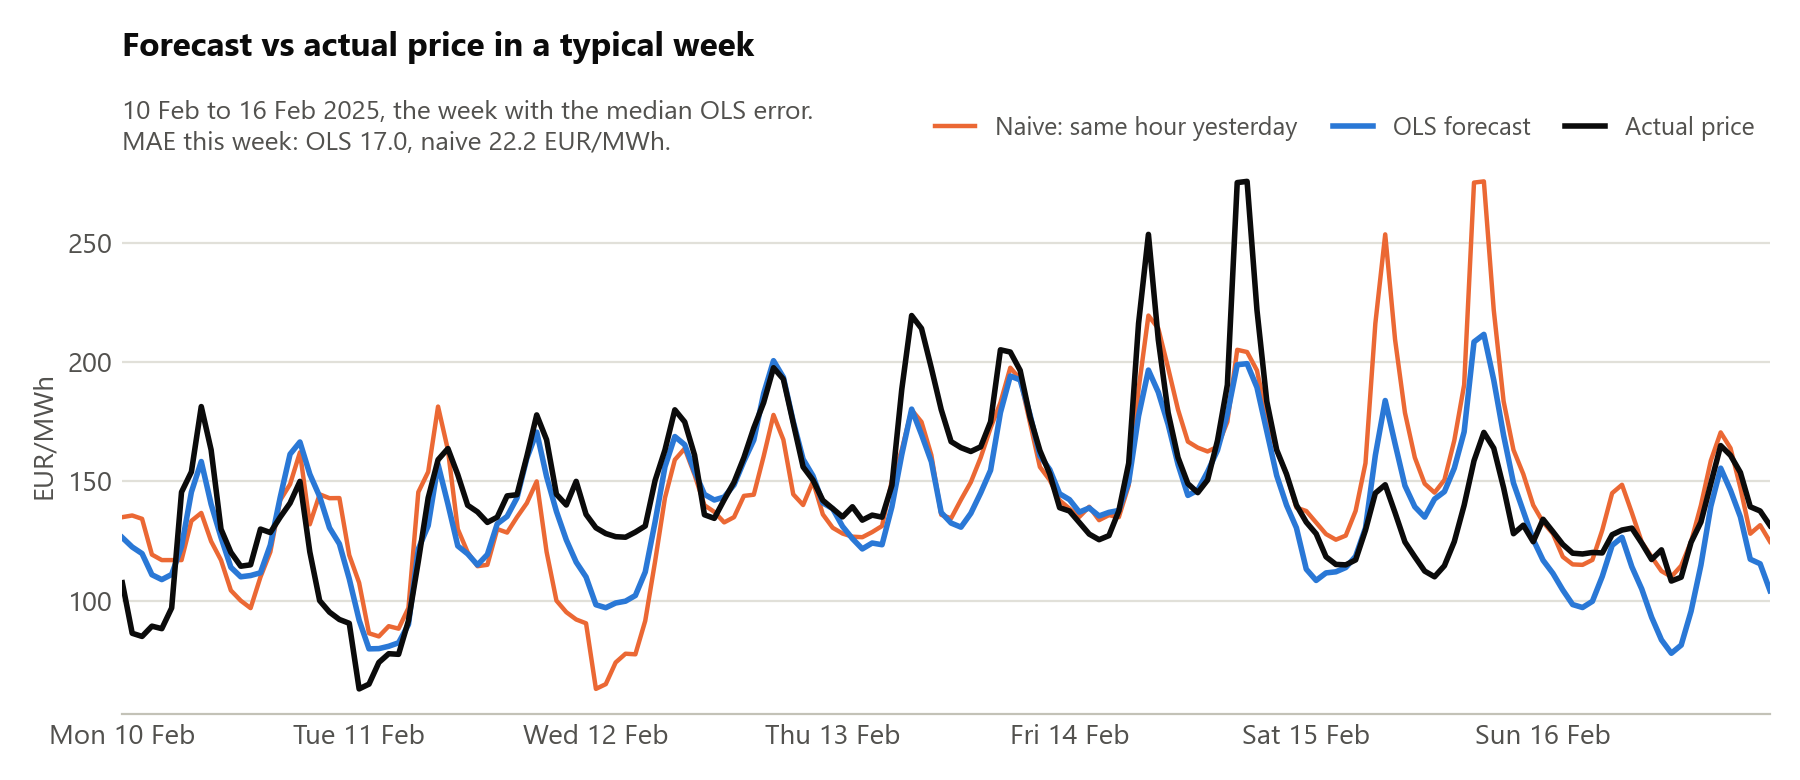 Forecast vs actual price in a typical week
10 Feb to 16 Feb 2025, the week with the median OLS error.
MAE this week: OLS 17.0, naive 22.2 EUR/MWh.
Naive: same hour yesterday
OLS forecast
Actual price
EUR/MWh
250
200
150
100
Mon 10 Feb
Tue 11 Feb
Wed 12 Feb
Thu 13 Feb
Fri 14 Feb
Sat 15 Feb
Sun 16 Feb